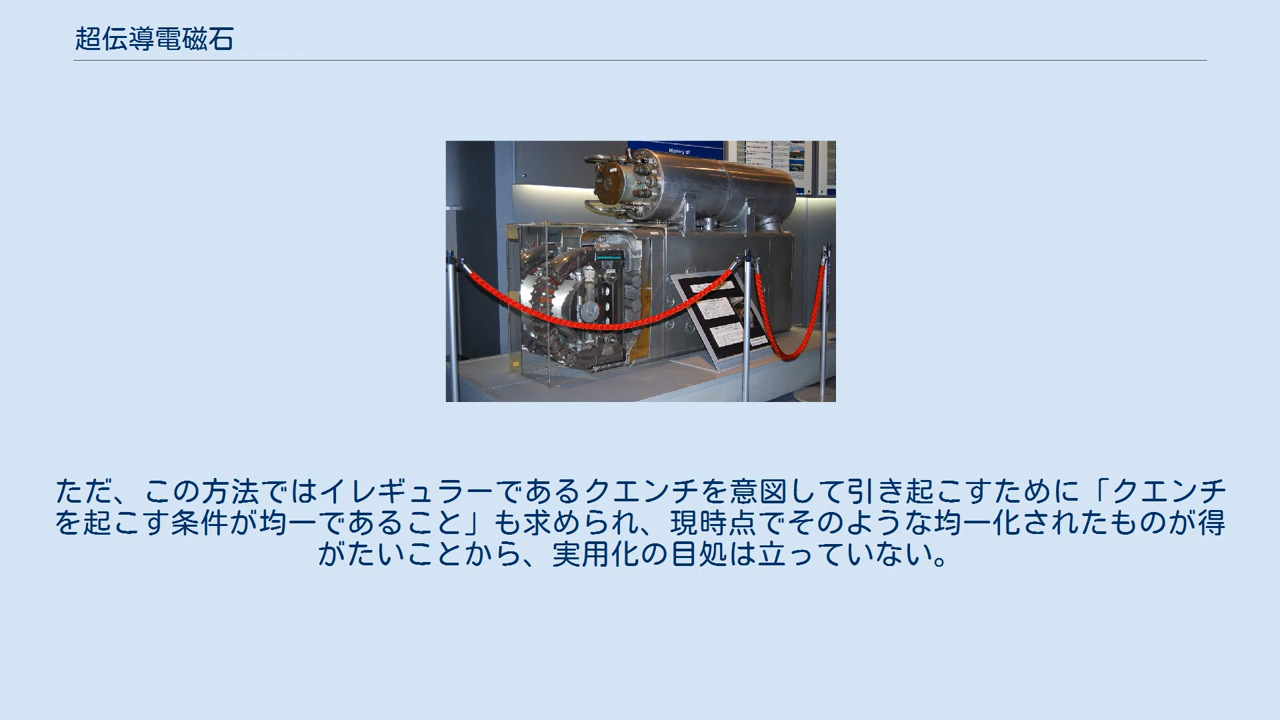 超伝導電磁石
History of
ただ、この方法ではイレギュラーであるクエンチを意図して引き起こすために「クエンチ
を起こす条件が均一であること」も求められ、現時点でそのような均一化されたものが得
がたいことから、実用化の目処は立っていない。